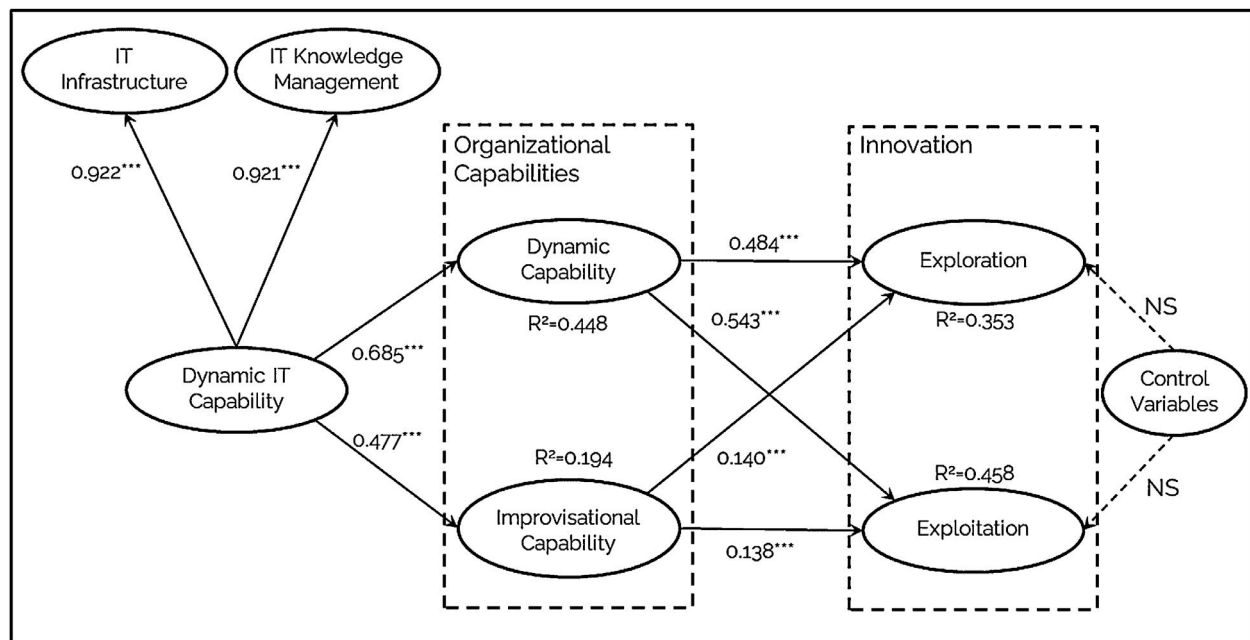 IT
Infrastructure
IT Knowledge
Management
0.922***
0.921***
Organizational
Capabilities
Innovation
Dynamic
Capability
R²=0.448
0.484***
0.543***
Exploration
R²=0.353
NS
Dynamic IT
Capability
0.685***
0.477***
Control
Variables
R²=0.194
Improvisational
Capability
0.140***
0.138***
R²=0.458
Exploitation
NS